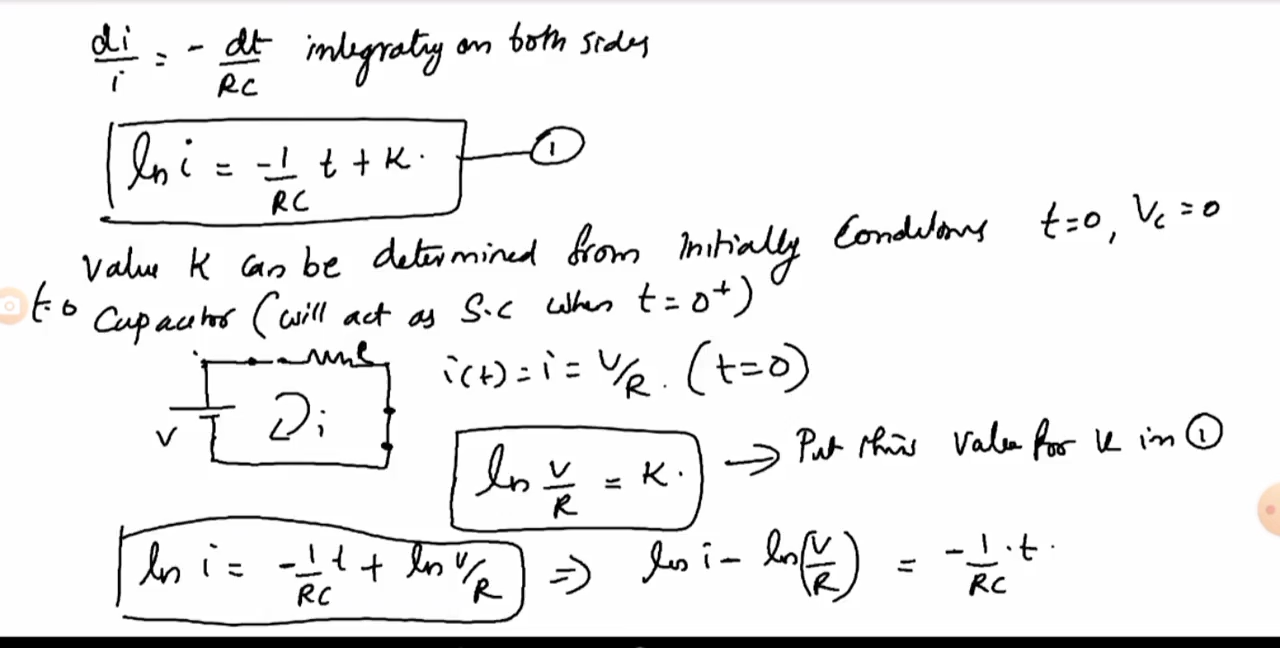 di/i = - dt/RC integratry on both sides
ln i = -1/RC t + K. ①
Value K can be determined from Initially Conditions t=0, Vc = 0
t=0 Capacitor (will act as S.C when t = 0+)
i(t) = i = V/R. (t=0)
V i
ln V/R = K. → Put this Value for K in ①
ln i = -1/RC t + ln V/R ⇒ ln i - ln(V/R) = -1/RC . t .